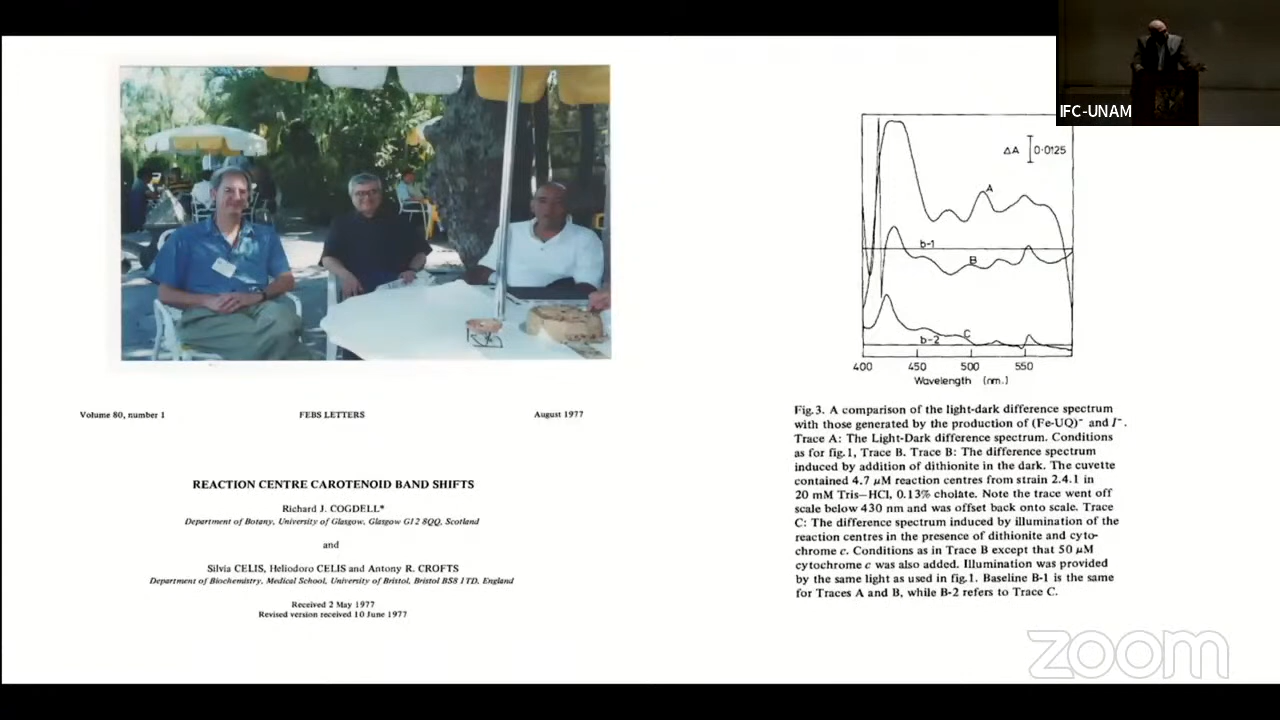 IFC-UNAM
Volume 80, number 1
FEBS LETTERS
August 1977
REACTION CENTRE CAROTENOID BAND SHIFTS
Richard J. COGDELL*
Department of Botany, University of Glasgow, Glasgow G12 8QQ, Scotland
and
Silvia CELIS, Heliodoro CELIS and Antony R. CROFTS
Department of Biochemistry, Medical School, University of Bristol, Bristol BS8 1TD, England
Received 2 May 1977
Revised version received 10 June 1977
ΔA
0·0125
A
b-1
B
C
b-2
400
450
500
550
Wavelength (nm.)
Fig.3. A comparison of the light-dark difference spectrum
with those generated by the production of (Fe-UQ)⁻ and I⁻.
Trace A: The Light-Dark difference spectrum. Conditions
as for fig.1, Trace B. Trace B: The difference spectrum
induced by addition of dithionite in the dark. The cuvette
contained 4.7 μM reaction centres from strain 2.4.1 in
20 mM Tris–HCl, 0.13% cholate. Note the trace went off
scale below 430 nm and was offset back onto scale. Trace
C: The difference spectrum induced by illumination of the
reaction centres in the presence of dithionite and cyto-
chrome c. Conditions as in Trace B except that 50 μM
cytochrome c was also added. Illumination was provided
by the same light as used in fig.1. Baseline B-1 is the same
for Traces A and B, while B-2 refers to Trace C.
zoom